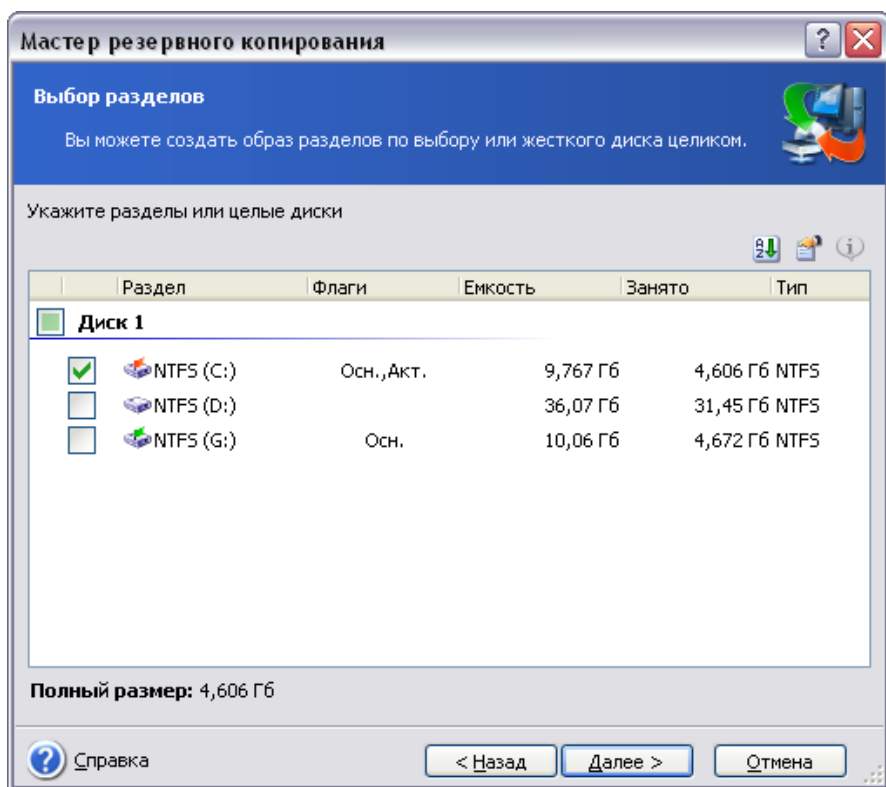 Мастер резервного копирования
Выбор разделов
Вы можете создать образ разделов по выбору или жесткого диска целиком.
Укажите разделы или целые диски
Раздел Флаги Емкость Занято Тип
Диск 1
NTFS (C:) Осн.,Акт. 9,767 Гб 4,606 Гб NTFS
NTFS (D:) 36,07 Гб 31,45 Гб NTFS
NTFS (G:) Осн. 10,06 Гб 4,672 Гб NTFS
Полный размер: 4,606 Гб
Справка < Назад Далее > Отмена